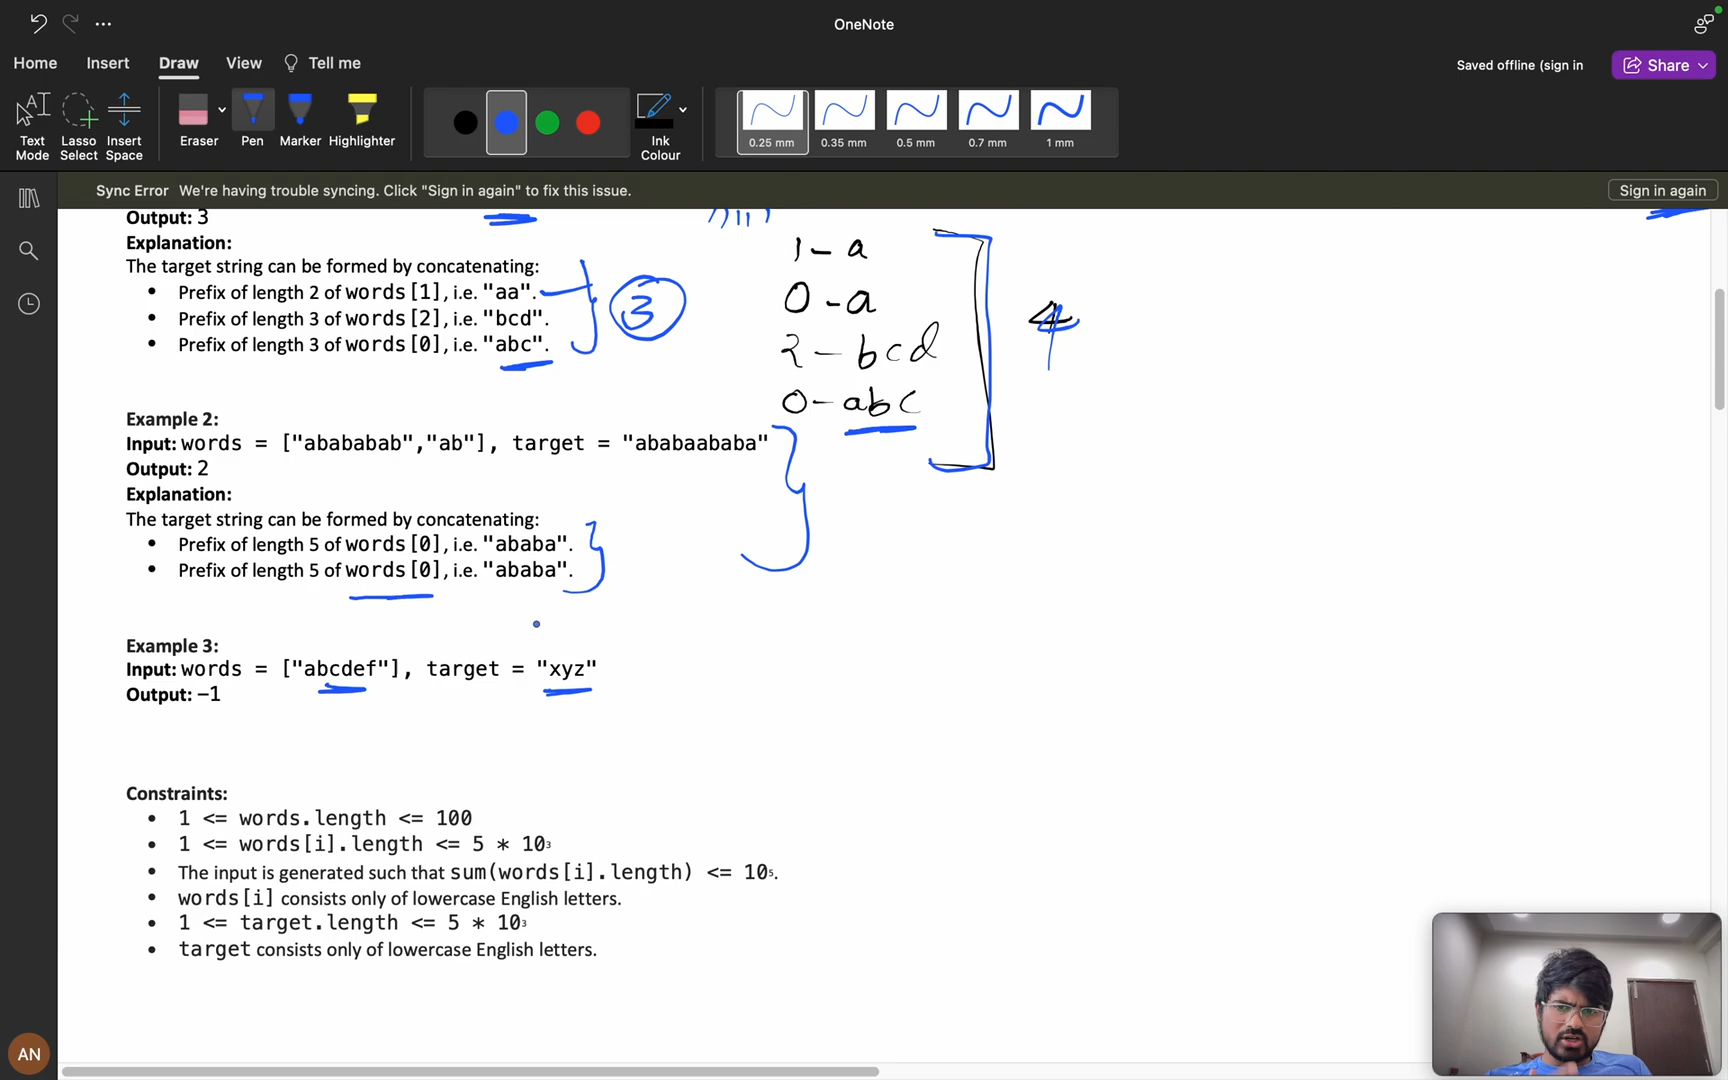 OneNote
Home Insert Draw View Tell me
Saved offline (sign in
Share
Text Mode
Lasso Select
Insert Space
Eraser
Pen
Marker
Highlighter
Ink Colour
0.25 mm
0.35 mm
0.5 mm
0.7 mm
1 mm
Sync Error We're having trouble syncing. Click "Sign in again" to fix this issue.
Sign in again
Output: 3
Explanation:
The target string can be formed by concatenating:
• Prefix of length 2 of words[1], i.e. "aa".
• Prefix of length 3 of words[2], i.e. "bcd".
• Prefix of length 3 of words[0], i.e. "abc".
3
1 - a
0 - a
2 - bcd
0 - abc
4
Example 2:
Input: words = ["abababab","ab"], target = "ababaababa"
Output: 2
Explanation:
The target string can be formed by concatenating:
• Prefix of length 5 of words[0], i.e. "ababa".
• Prefix of length 5 of words[0], i.e. "ababa".
Example 3:
Input: words = ["abcdef"], target = "xyz"
Output: -1
Constraints:
• 1 <= words.length <= 100
• 1 <= words[i].length <= 5 * 10³
• The input is generated such that sum(words[i].length) <= 10⁵.
• words[i] consists only of lowercase English letters.
• 1 <= target.length <= 5 * 10³
• target consists only of lowercase English letters.
AN